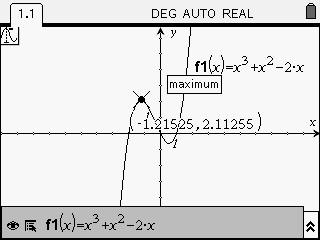 1.1 DEG AUTO REAL
y
f1(x)=x³+x²-2·x
maximum
(-1.21525,2.11255)
x
1
1
f1(x)=x³+x²-2·x